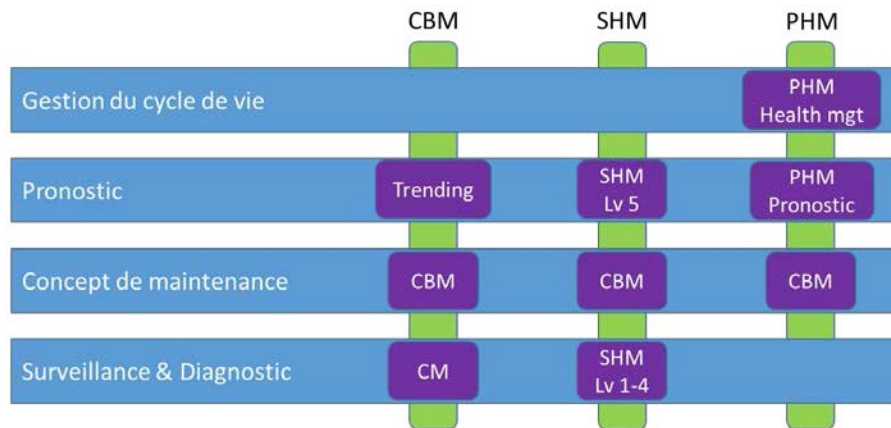 CBM SHM PHM
Gestion du cycle de vie
PHM
Health mgt
Pronostic
Trending
SHM
Lv 5
PHM
Pronostic
Concept de maintenance
CBM
CBM
CBM
Surveillance & Diagnostic
CM
SHM
Lv 1-4